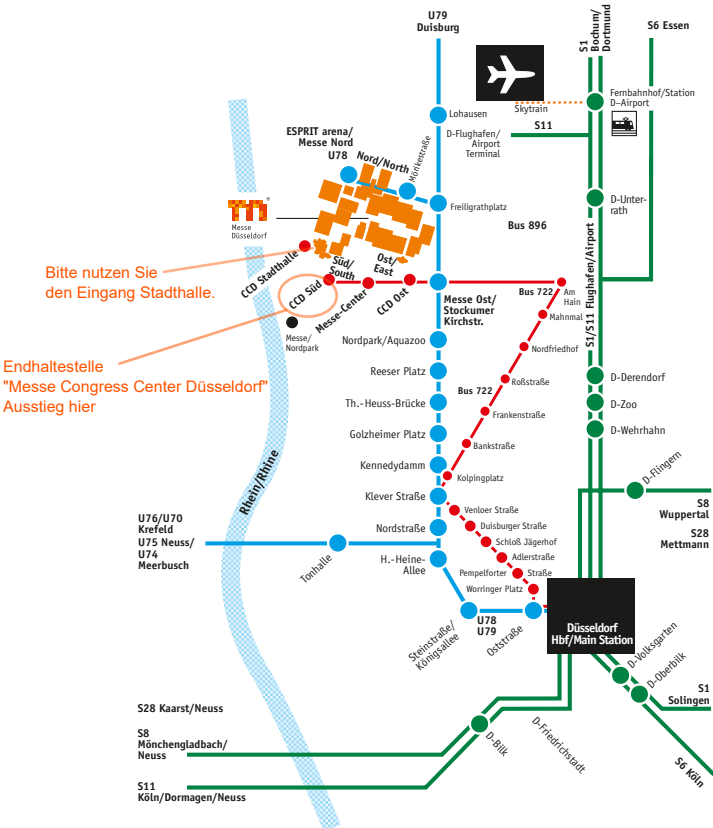 U79
Duisburg
S1
Bochum/
Dortmund
S6 Essen
Fernbahnhof/Station
D–Airport
Skytrain
Lohausen
D-Flughafen/
Airport
Terminal
S11
ESPRIT arena/
Messe Nord
U78
Nord/North
Mörikestraße
Freiligrathplatz
Bus 896
D-Unter-
rath
Messe
Düsseldorf
®
CCD Stadthalle
Süd/
South
Ost/
East
CCD Süd
Messe-Center
CCD Ost
Bitte nutzen Sie
den Eingang Stadthalle.
Messe Ost/
Stockumer
Kirchstr.
Bus 722
Am
Hain
S1/S11 Flughafen/Airport
Mahnmal
Messe/
Nordpark
Nordpark/Aquazoo
Nordfriedhof
Endhaltestelle
"Messe Congress Center Düsseldorf"
Ausstieg hier
Reeser Platz
Roßstraße
D-Derendorf
Bus 722
Th.-Heuss-Brücke
Frankenstraße
D-Zoo
Golzheimer Platz
Bankstraße
D-Wehrhahn
Kennedydamm
Kolpingplatz
D-Flingern
Rhein/Rhine
Klever Straße
Venloer Straße
S8
Wuppertal
S28
Mettmann
U76/U70
Krefeld
U75 Neuss/
U74
Meerbusch
Nordstraße
Duisburger Straße
Schloß Jägerhof
Tonhalle
H.-Heine-
Allee
Adlerstraße
Pempelforter Straße
Worringer Platz
Steinstraße/
Königsallee
U78
U79
Oststraße
Düsseldorf
Hbf/Main Station
D-Volksgarten
D-Oberbilk
S1
Solingen
S28 Kaarst/Neuss
S8
Mönchengladbach/
Neuss
D-Bilk
D-Friedrichstadt
S6 Köln
S11
Köln/Dormagen/Neuss